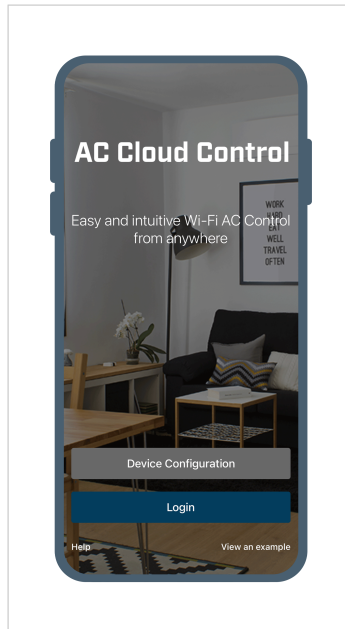 AC Cloud Control
WORK
HARD
EAT
WELL
TRAVEL
OFTEN
Easy and intuitive Wi-Fi AC Control
from anywhere
Device Configuration
Login
Help
View an example